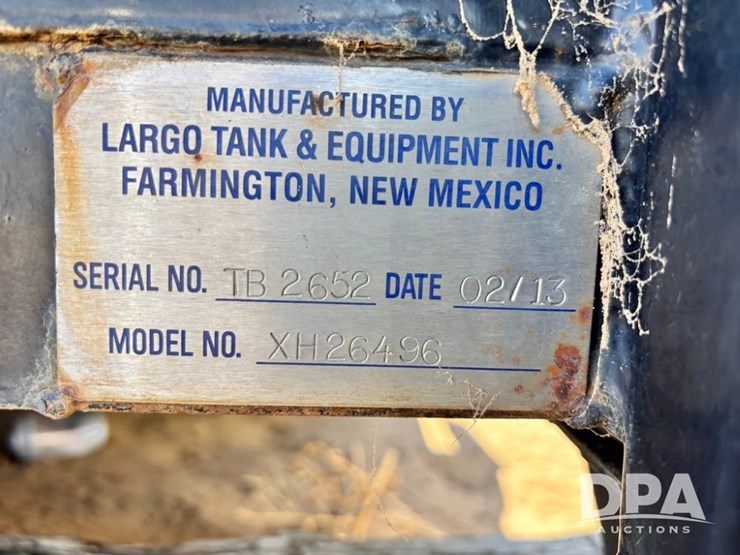 MANUFACTURED BY
LARGO TANK & EQUIPMENT INC.
FARMINGTON, NEW MEXICO
SERIAL NO. TB 2652 DATE 02/13
MODEL NO. XH26496
DPA
AUCTIONS